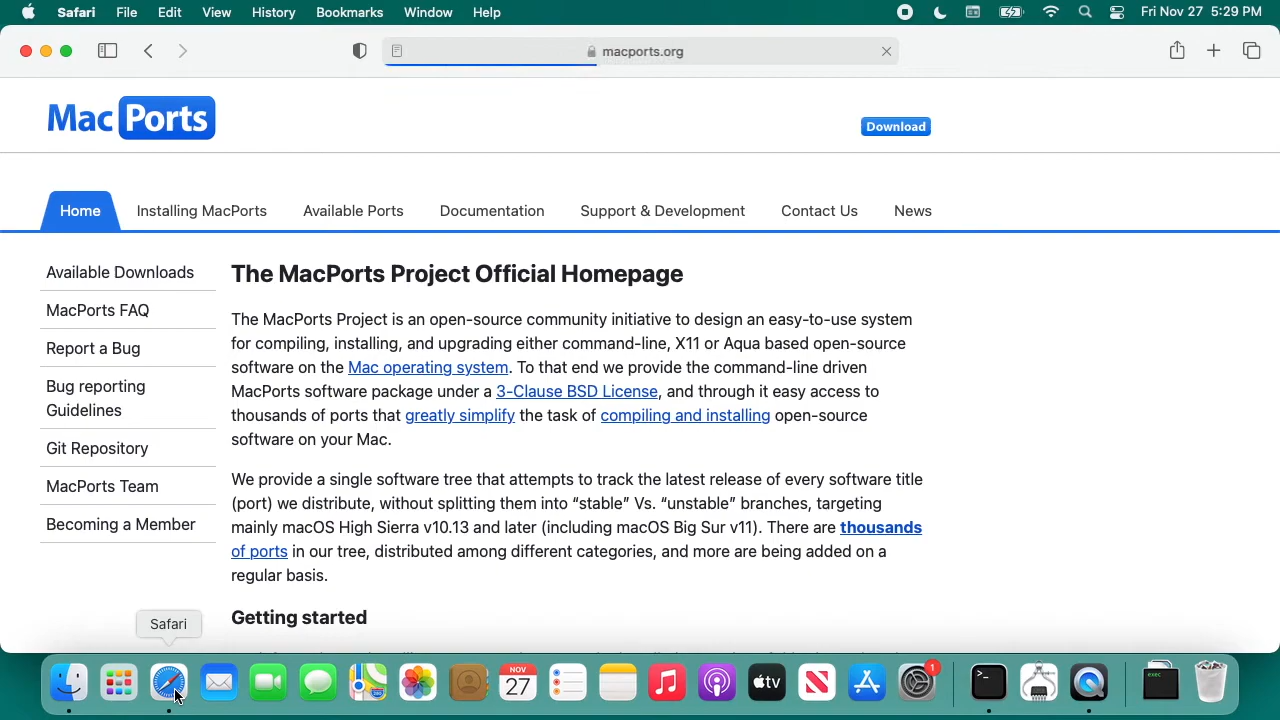 Safari File Edit View History Bookmarks Window Help Fri Nov 27 5:29 PM
macports.org
MacPorts
Download
Home Installing MacPorts Available Ports Documentation Support & Development Contact Us News
Available Downloads
MacPorts FAQ
Report a Bug
Bug reporting
Guidelines
Git Repository
MacPorts Team
Becoming a Member
The MacPorts Project Official Homepage
The MacPorts Project is an open-source community initiative to design an easy-to-use system
for compiling, installing, and upgrading either command-line, X11 or Aqua based open-source
software on the Mac operating system. To that end we provide the command-line driven
MacPorts software package under a 3-Clause BSD License, and through it easy access to
thousands of ports that greatly simplify the task of compiling and installing open-source
software on your Mac.
We provide a single software tree that attempts to track the latest release of every software title
(port) we distribute, without splitting them into “stable” Vs. “unstable” branches, targeting
mainly macOS High Sierra v10.13 and later (including macOS Big Sur v11). There are thousands
of ports in our tree, distributed among different categories, and more are being added on a
regular basis.
Getting started
Safari
NOV
27
tv
1
exec